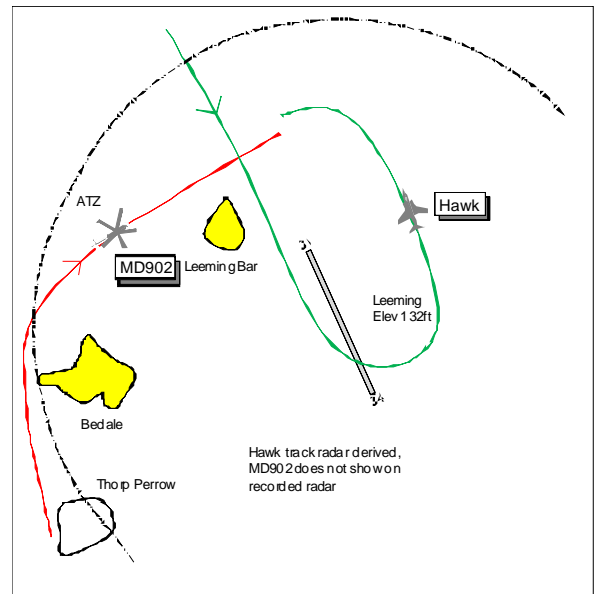 ATZ
Hawk
MD902
Leeming Bar
Leeming
Elev 132ft
Bedale
Hawk track radar derived,
MD902 does not show on
recorded radar
Thorp Perrow
34